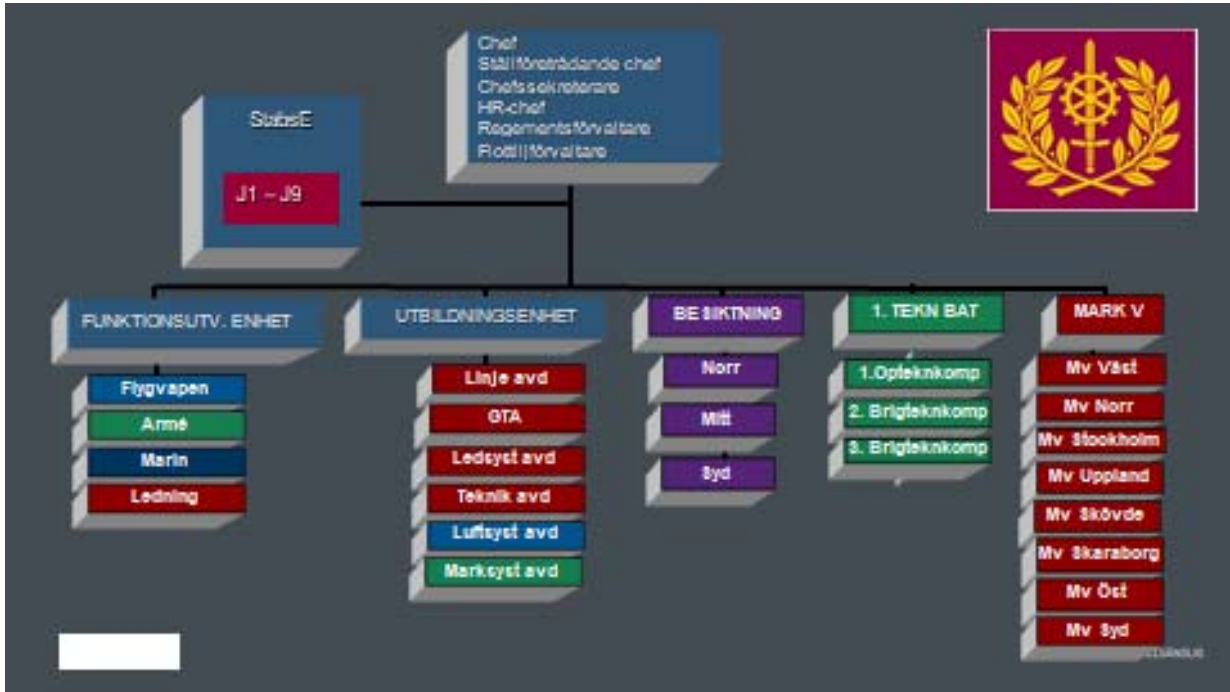 Chef
Ställföreträdande chef
Chefssekreterare
HR-chef
Regementsförvaltare
Flottiljförvaltare
StabsE
J1 – J9
FUNKTIONSUTV. ENHET
Flygvapen
Armé
Marin
Ledning
UTBILDNINGSENHET
Linje avd
GTA
Ledsyst avd
Teknik avd
Luftsyst avd
Marksyst avd
BESIKTNING
Norr
Mitt
Syd
1. TEKN BAT
1.Opteknkomp
2. Brigteknkomp
3. Brigteknkomp
MARK V
Mv Väst
Mv Norr
Mv Stockholm
Mv Uppland
Mv Skövde
Mv Skaraborg
Mv Öst
Mv Syd